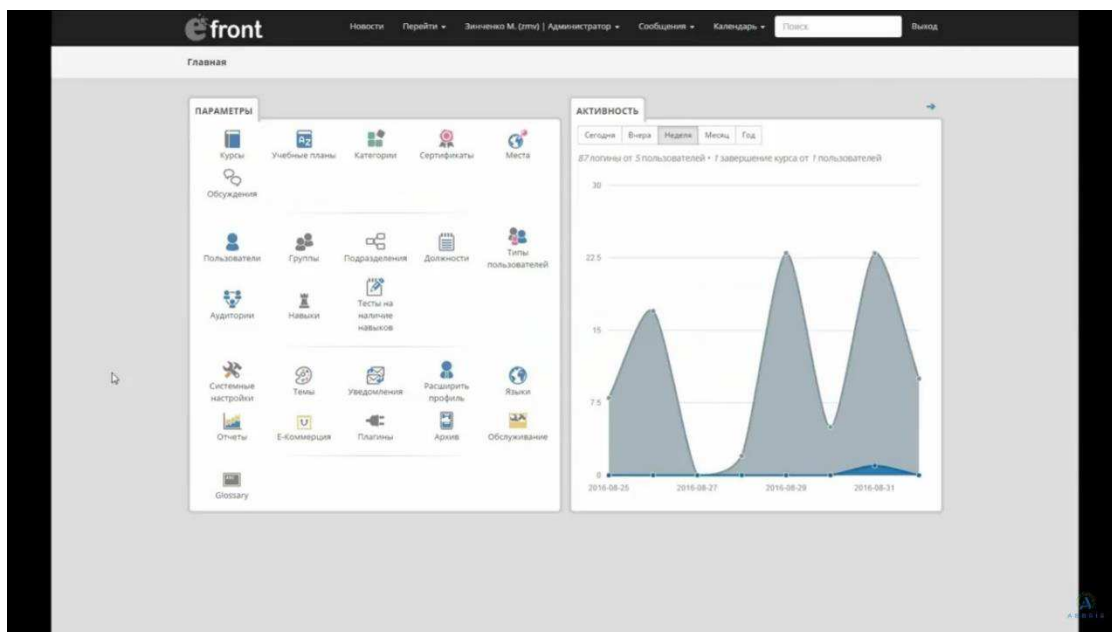 efront
Новости Перейти Зинченко М. (zmv) | Администратор Сообщения Календарь Поиск Выход
Главная
ПАРАМЕТРЫ
Курсы Учебные планы Категории Сертификаты Места
Обсуждения
Пользователи Группы Подразделения Должности Типы
пользователей
Аудитории Навыки Тесты на
наличие
навыков
Системные
настройки Темы Уведомления Расширить
профиль Языки
Отчеты Е-Коммерция Плагины Архив Обслуживание
Glossary
АКТИВНОСТЬ
Сегодня Вчера Неделя Месяц Год
87 логины от 5 пользователей • 1 завершение курса от 1 пользователей
30
22.5
15
7.5
0
2016-08-25 2016-08-27 2016-08-29 2016-08-31